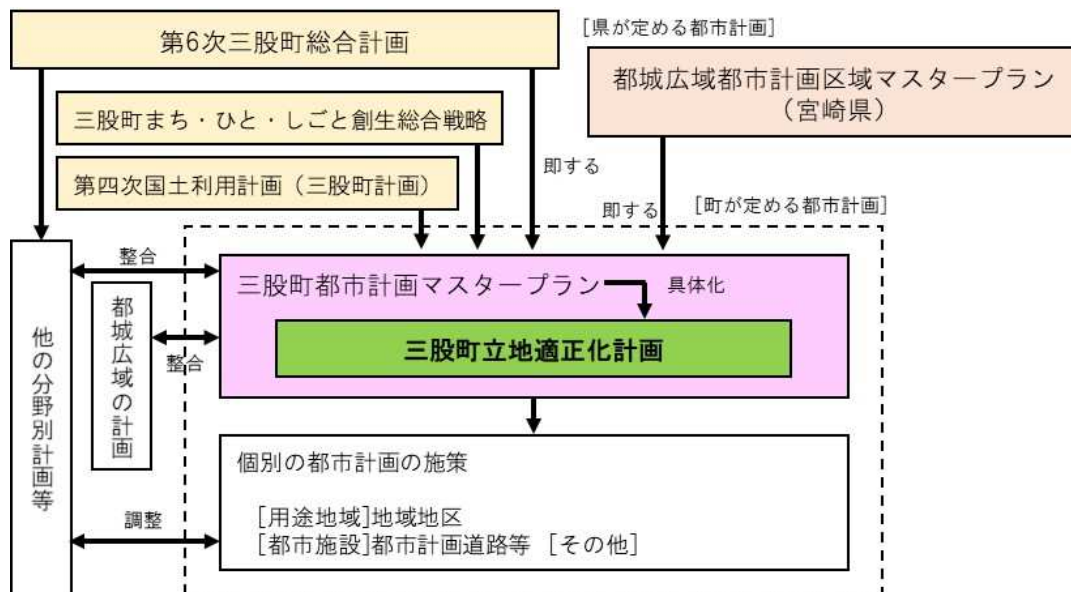 第6次三股町総合計画
[県が定める都市計画]
都城広域都市計画区域マスタープラン
（宮崎県）
三股町まち・ひと・しごと創生総合戦略
第四次国土利用計画（三股町計画）
即する
即する
[町が定める都市計画]
整合
三股町都市計画マスタープラン
具体化
三股町立地適正化計画
都城広域の計画
整合
他の分野別計画等
個別の都市計画の施策
[用途地域]地域地区
[都市施設]都市計画道路等 [その他]
調整